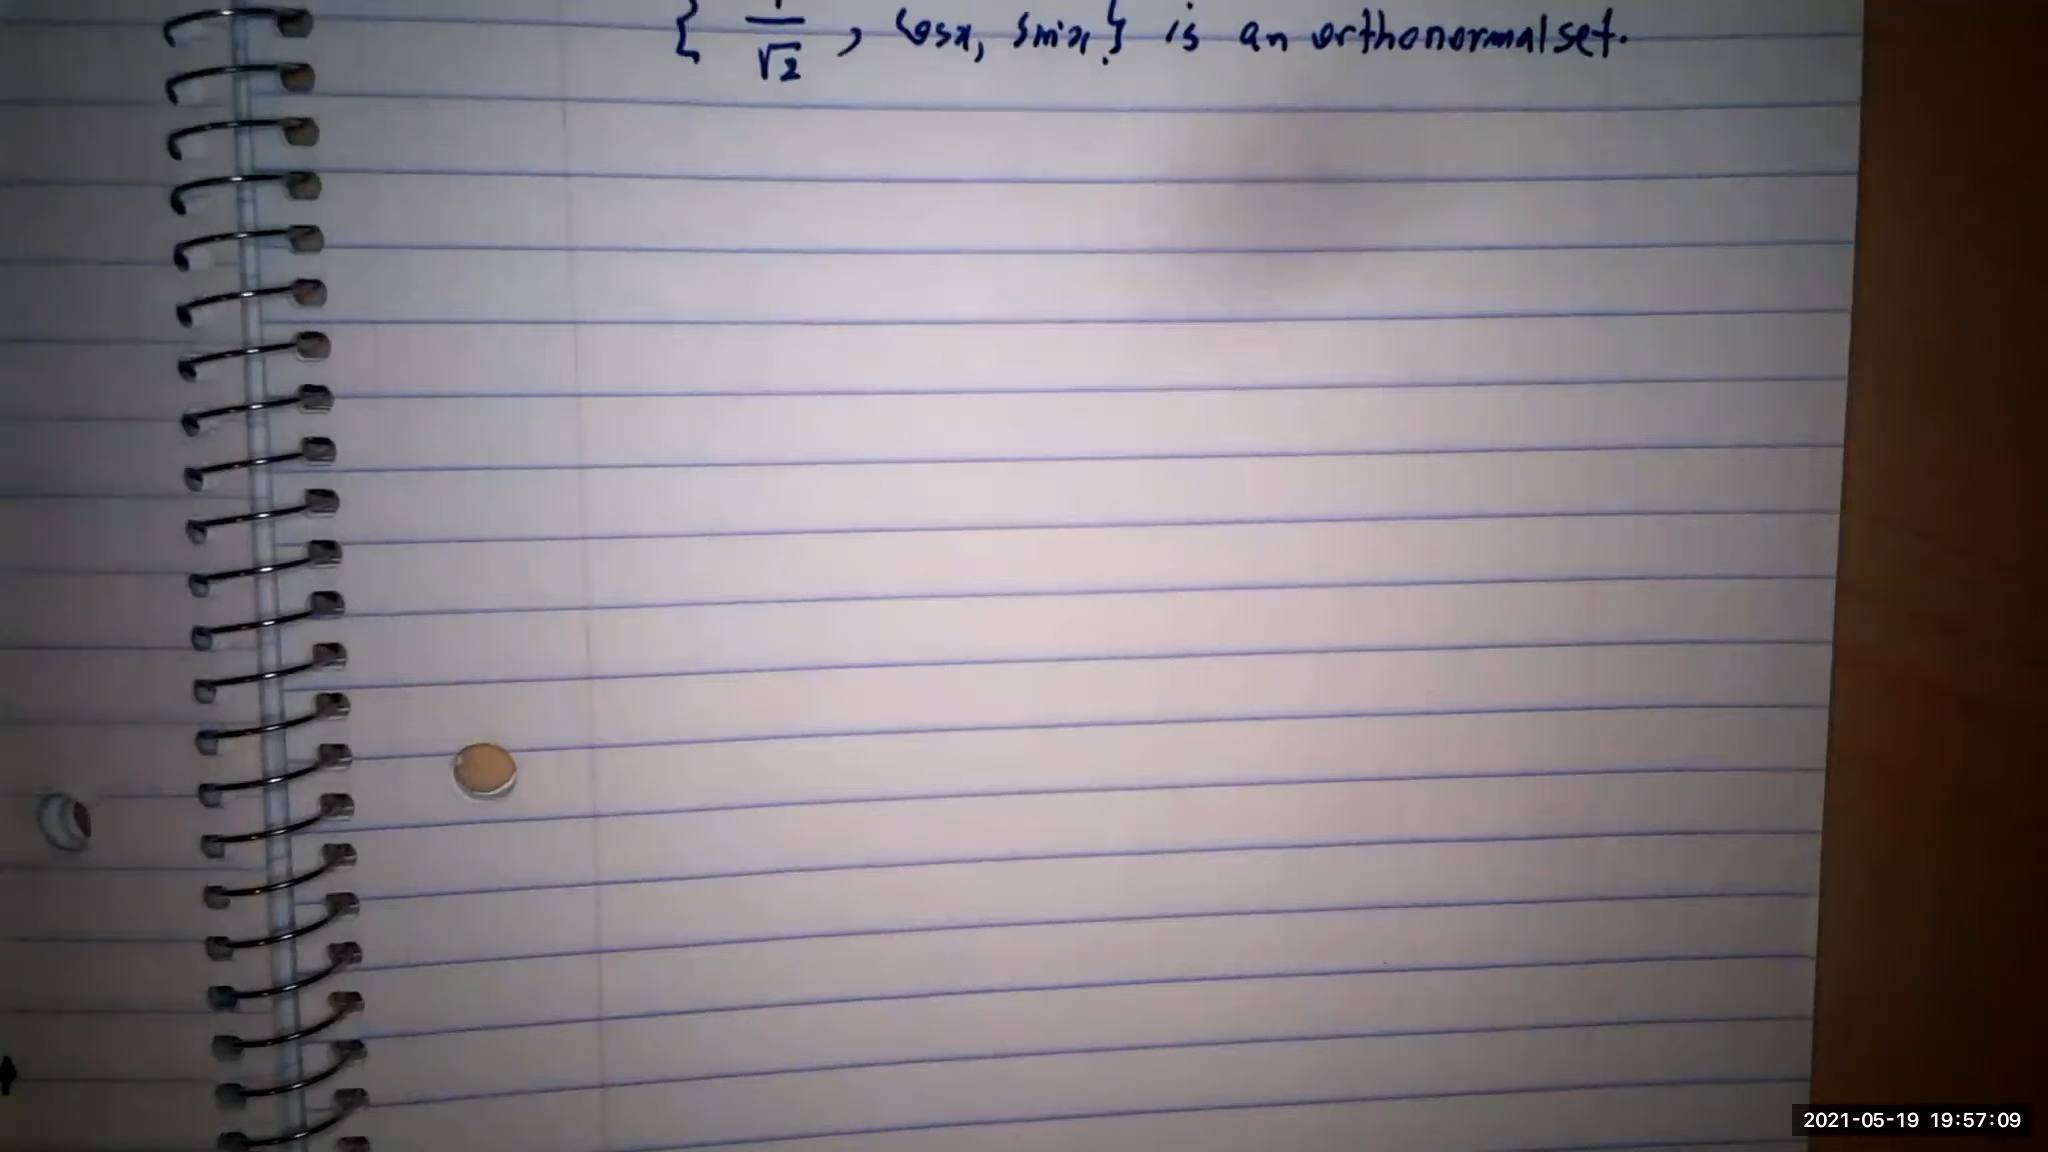 { 1/√2 , Cosx, Sinx.} is an orthonormal set.
2021-05-19 19:57:09